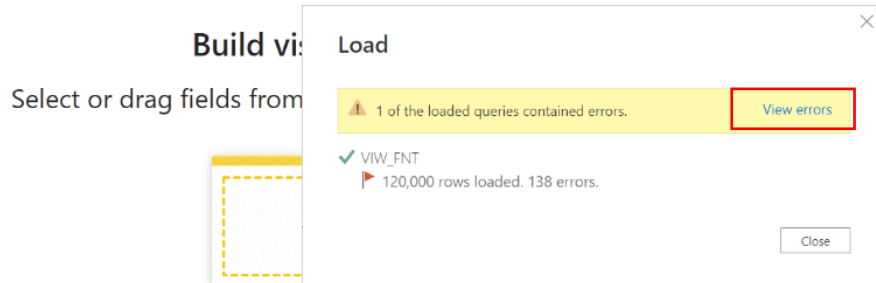 Build vis
Select or drag fields from
Load
1 of the loaded queries contained errors.
View errors
VIW_FNT
120,000 rows loaded. 138 errors.
Close